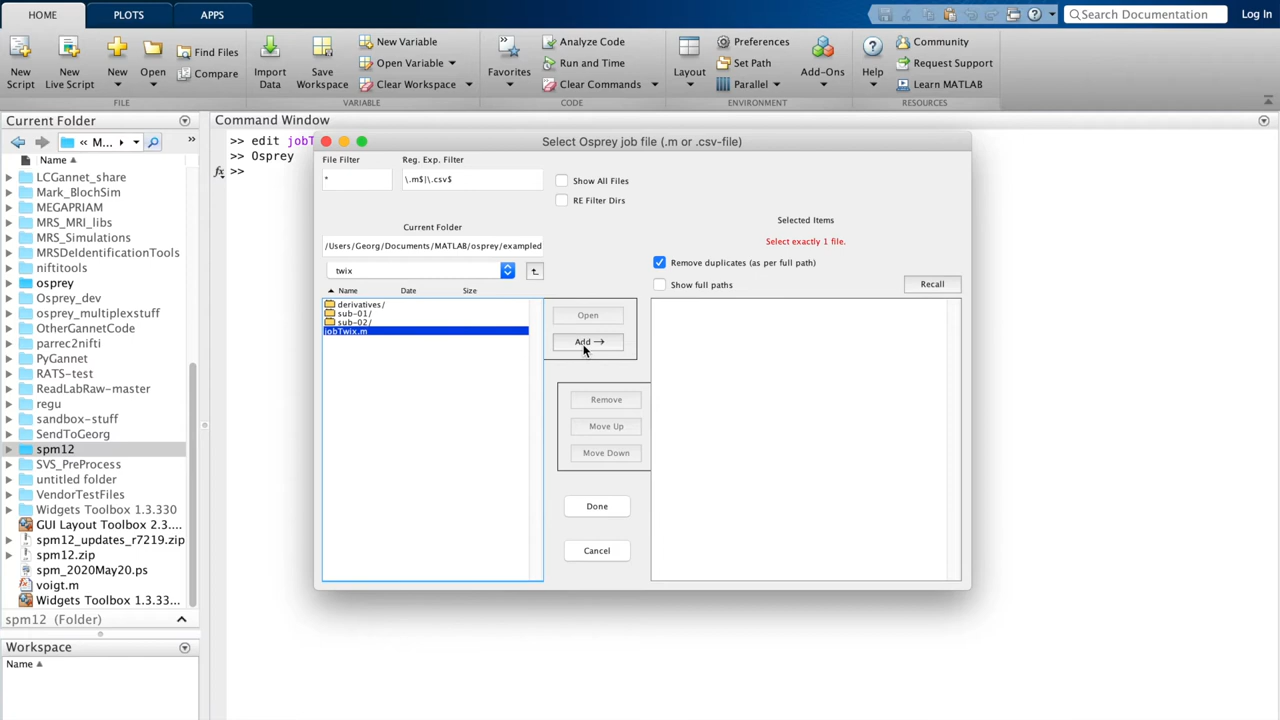 HOME PLOTS APPS
Search Documentation Log In
New Script
New Live Script
New
Open
Find Files
Compare
Import Data
Save Workspace
New Variable
Open Variable
Clear Workspace
Favorites
Analyze Code
Run and Time
Clear Commands
Layout
Preferences
Set Path
Parallel
Add-Ons
Help
Community
Request Support
Learn MATLAB
FILE VARIABLE CODE ENVIRONMENT RESOURCES
Current Folder
« M...
Name
LCGannet_share
Mark_BlochSim
MEGAPRIAM
MRS_MRI_libs
MRS_Simulations
MRSDeIdentificationTools
niftitools
osprey
Osprey_dev
osprey_multiplexstuff
OtherGannetCode
parrec2nifti
PyGannet
RATS-test
ReadLabRaw-master
regu
sandbox-stuff
SendToGeorg
spm12
SVS_PreProcess
untitled folder
VendorTestFiles
Widgets Toolbox 1.3.330
GUI Layout Toolbox 2.3....
spm12_updates_r7219.zip
spm12.zip
spm_2020May20.ps
voigt.m
Widgets Toolbox 1.3.33...
spm12 (Folder)
Workspace
Name
Command Window
>> edit jobT
>> Osprey
fx >>
Select Osprey job file (.m or .csv-file)
File Filter Reg. Exp. Filter
* \.m$|\.csv$
Show All Files
RE Filter Dirs
Current Folder
/Users/Georg/Documents/MATLAB/osprey/exampled
twix
Name Date Size
derivatives/
sub-01/
sub-02/
jobTwix.m
Open
Add →
Remove
Move Up
Move Down
Done
Cancel
Selected Items
Select exactly 1 file.
Remove duplicates (as per full path)
Show full paths
Recall